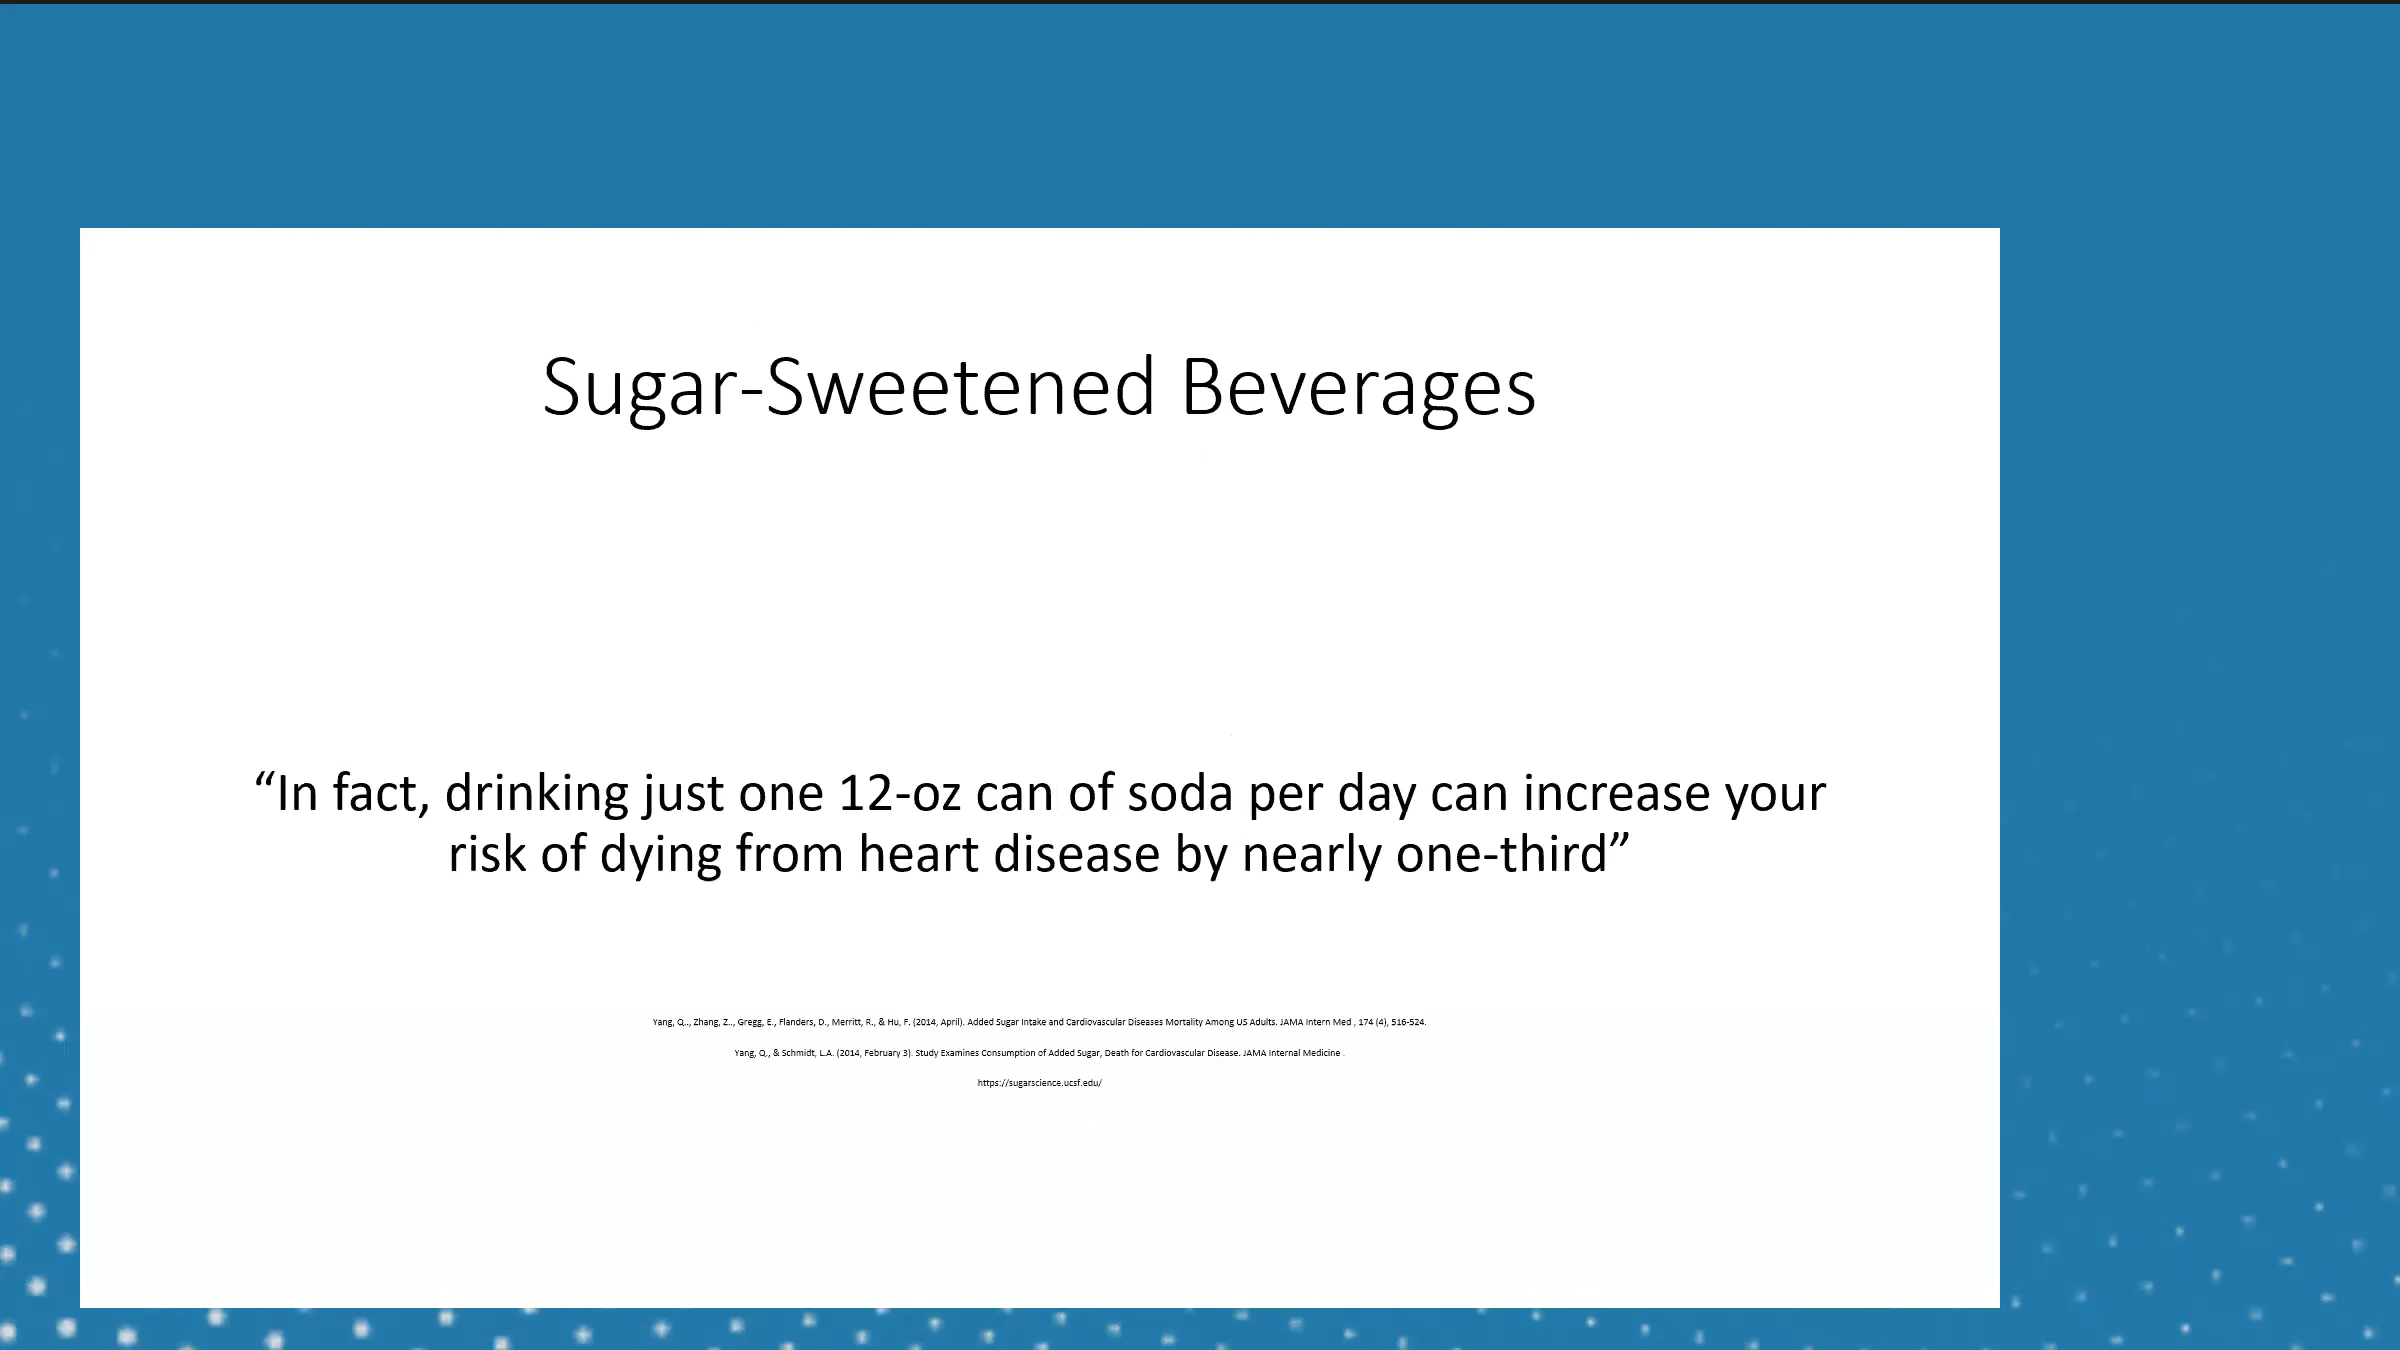 Sugar-Sweetened Beverages
“In fact, drinking just one 12-oz can of soda per day can increase your
risk of dying from heart disease by nearly one-third”
Yang, Q.., Zhang, Z.., Gregg, E., Flanders, D., Merritt, R., & Hu, F. (2014, April). Added Sugar Intake and Cardiovascular Diseases Mortality Among US Adults. JAMA Intern Med , 174 (4), 516-524.
Yang, Q., & Schmidt, L.A. (2014, February 3). Study Examines Consumption of Added Sugar, Death for Cardiovascular Disease. JAMA Internal Medicine .
https://sugarscience.ucsf.edu/